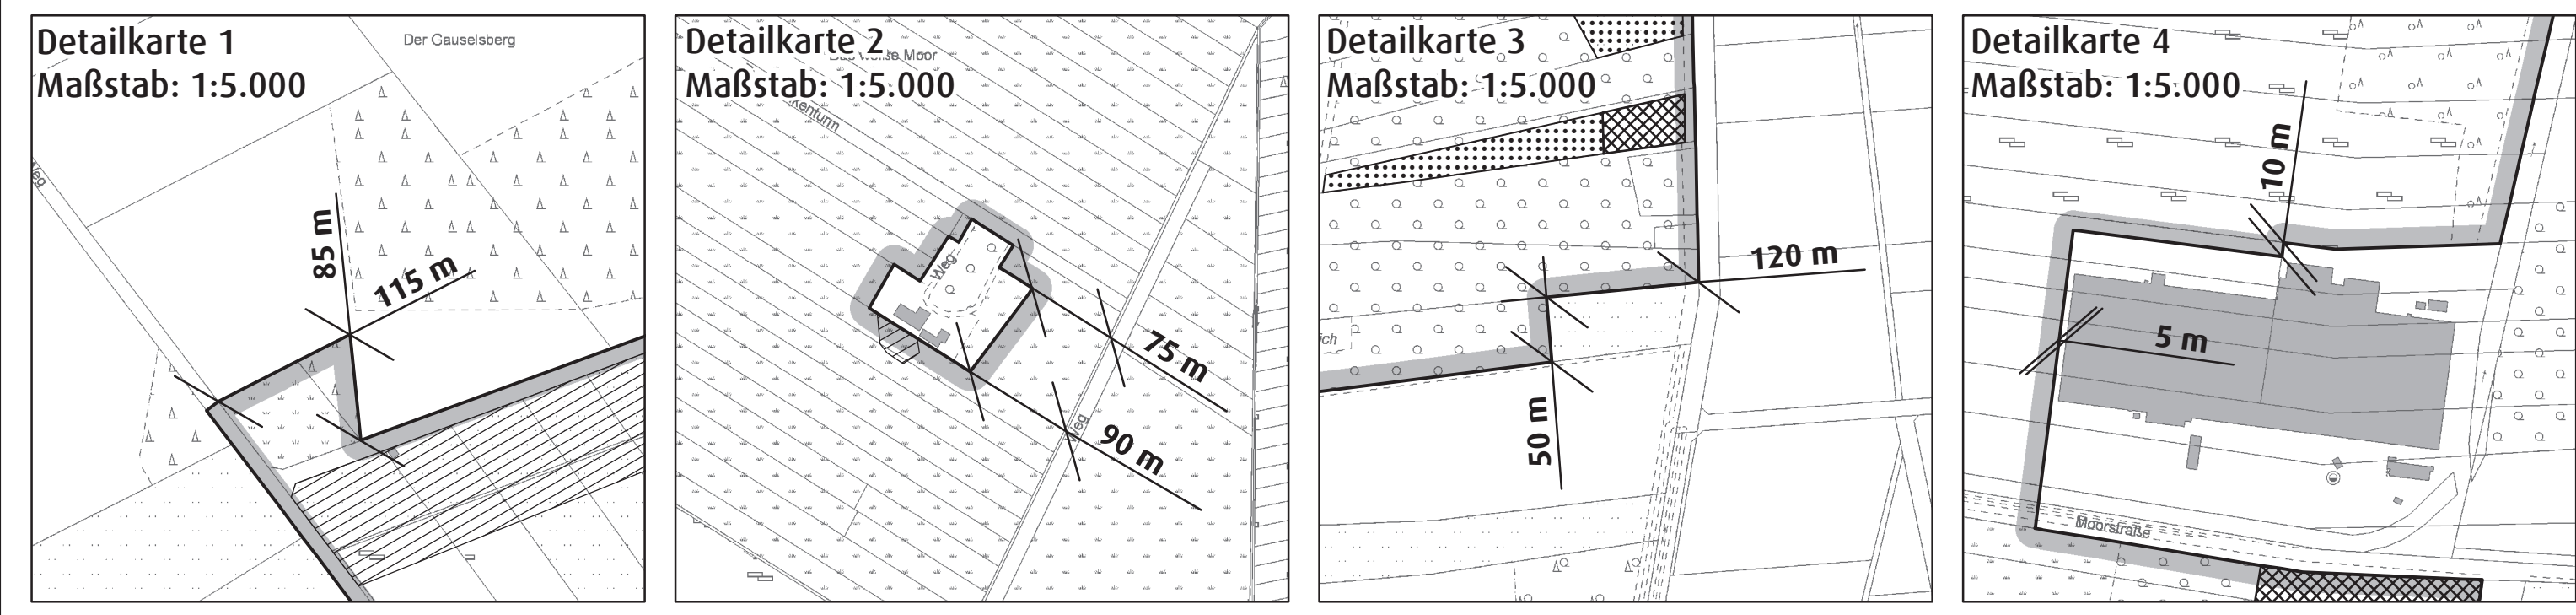 Detailkarte 1
Maßstab: 1:5.000
Der Gauselsberg
Weg
85 m
115 m
Detailkarte 2
Maßstab: 1:5.000
Weg
75 m
90 m
Weg
Detailkarte 3
Maßstab: 1:5.000
120 m
50 m
Detailkarte 4
Maßstab: 1:5.000
10 m
5 m
Moorstraße